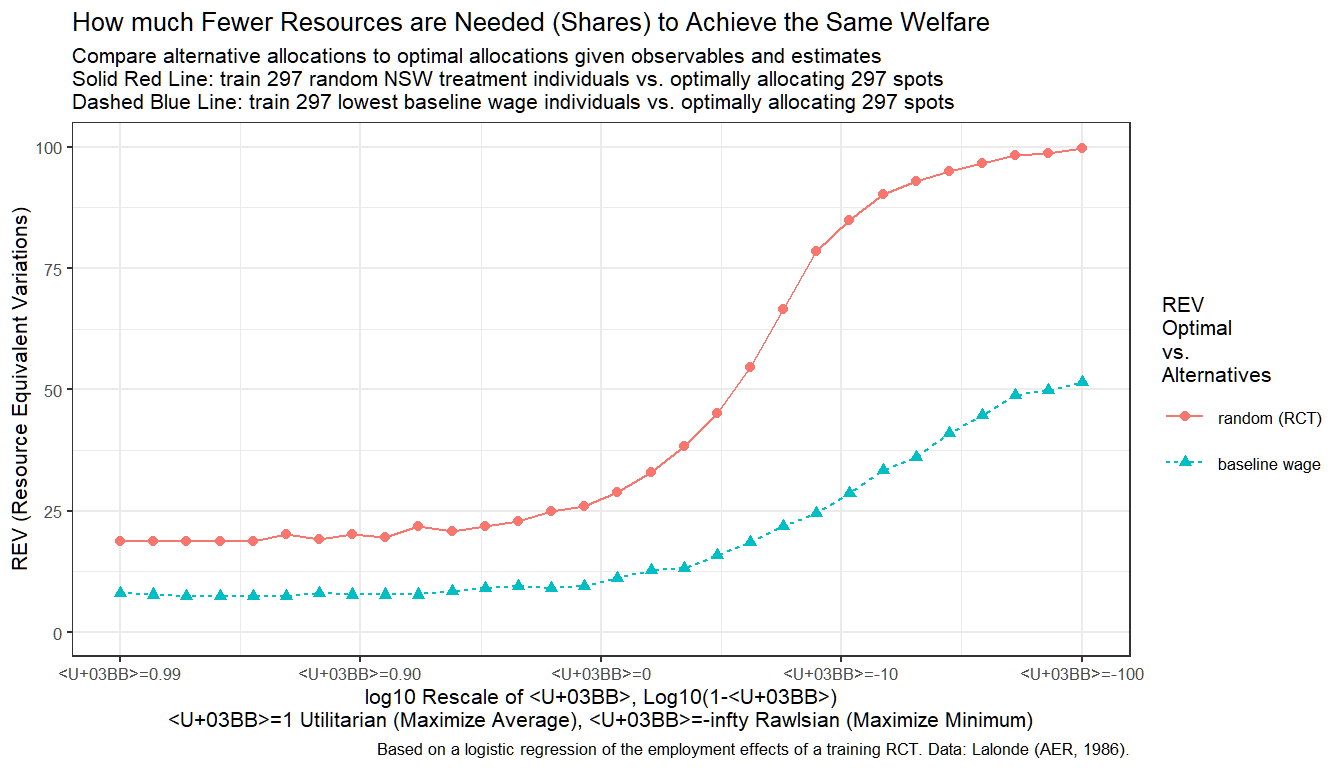 How much Fewer Resources are Needed (Shares) to Achieve the Same Welfare
Compare alternative allocations to optimal allocations given observables and estimates
Solid Red Line: train 297 random NSW treatment individuals vs. optimally allocating 297 spots
Dashed Blue Line: train 297 lowest baseline wage individuals vs. optimally allocating 297 spots
REV (Resource Equivalent Variations)
100
75
50
25
0
<U+03BB>=0.99
<U+03BB>=0.90
<U+03BB>=0
<U+03BB>=-10
<U+03BB>=-100
log10 Rescale of <U+03BB>, Log10(1-<U+03BB>)
<U+03BB>=1 Utilitarian (Maximize Average), <U+03BB>=-infty Rawlsian (Maximize Minimum)
Based on a logistic regression of the employment effects of a training RCT. Data: Lalonde (AER, 1986).
REV
Optimal
vs.
Alternatives
random (RCT)
baseline wage